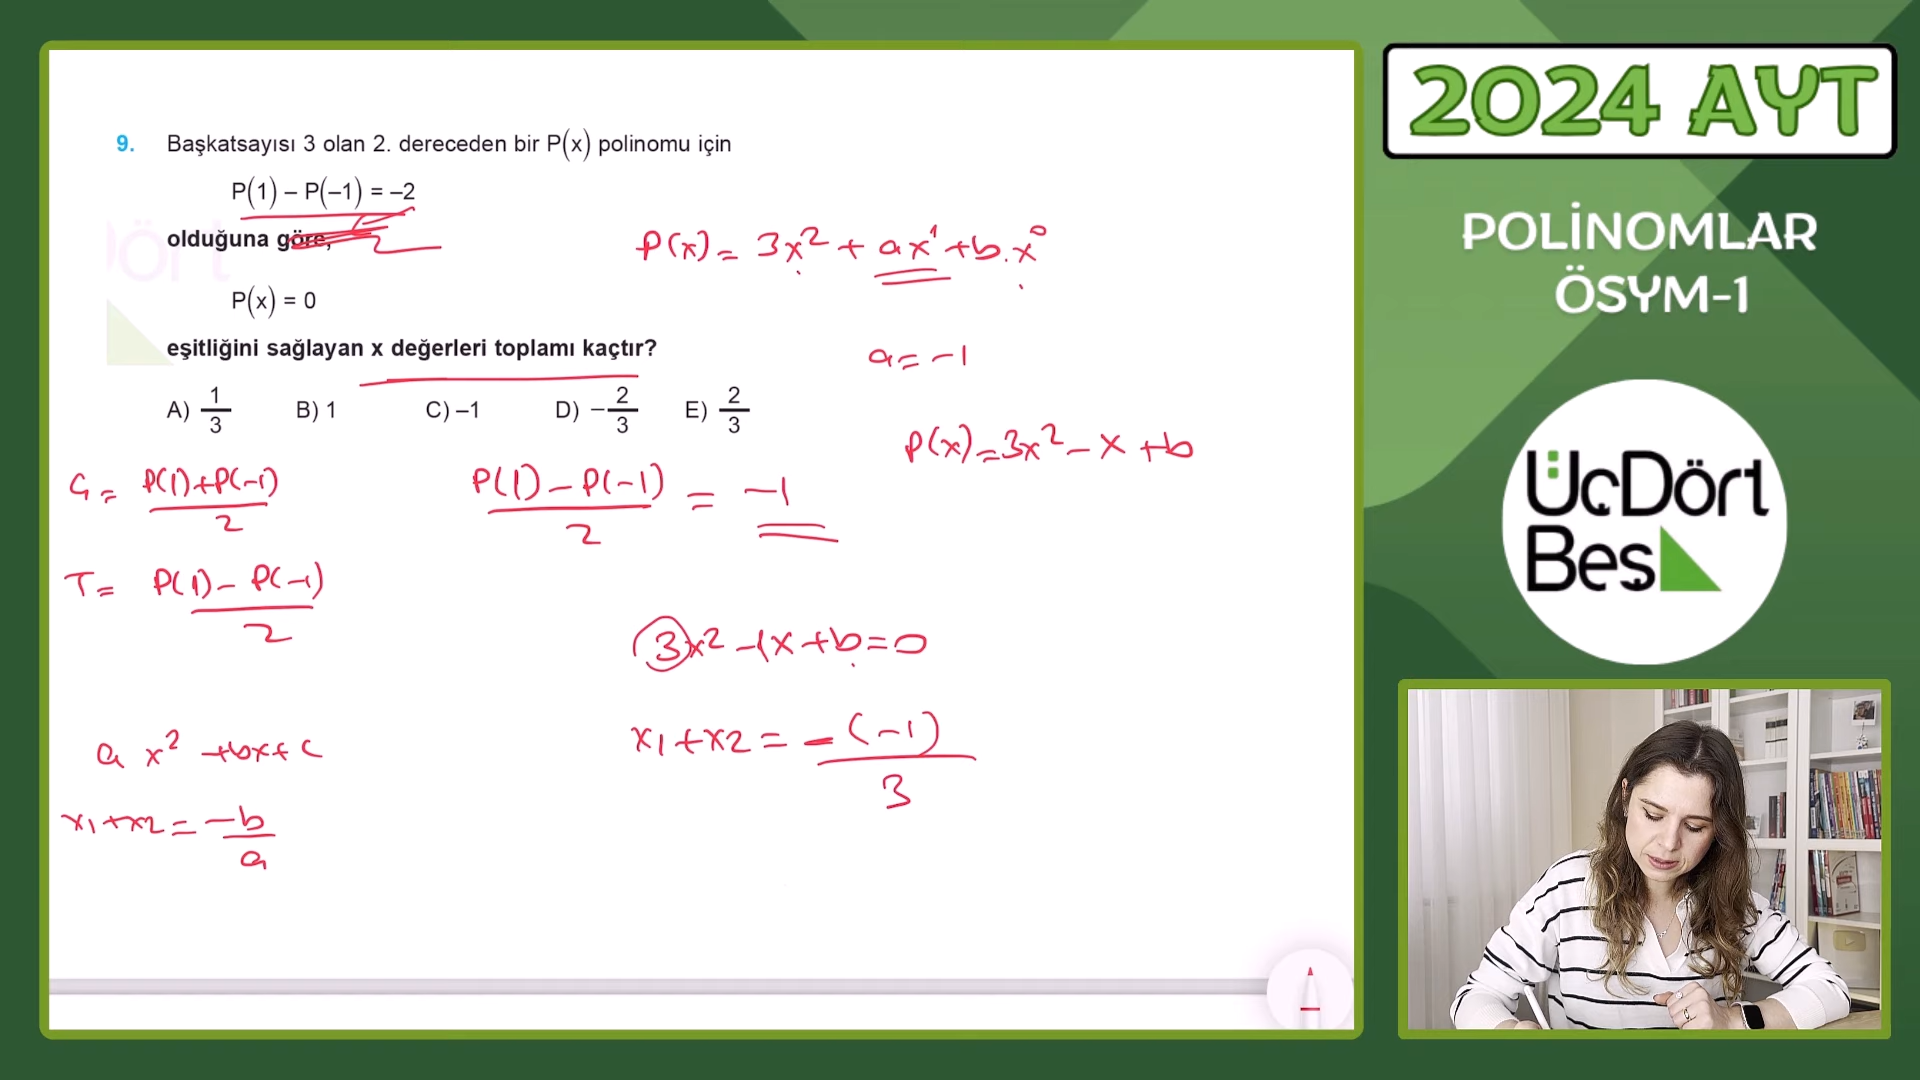 9. Başkatsayısı 3 olan 2. dereceden bir P(x) polinomu için
P(1) – P(–1) = –2
olduğuna göre,
P(x) = 0
eşitliğini sağlayan x değerleri toplamı kaçtır?
A) 1/3 B) 1 C) –1 D) –2/3 E) 2/3
P(x) = 3x² + ax¹ + b.x⁰
a = –1
P(x) = 3x² – x + b
Ç = P(1)+P(-1) / 2
P(1) – P(-1) / 2 = –1
T = P(1) – P(-1) / 2
3x² – 1x + b = 0
x1 + x2 = –(–1) / 3
a x² + bx + c
x1 + x2 = –b / a
2024 AYT
POLİNOMLAR
ÖSYM-1
ÜçDört
Beş